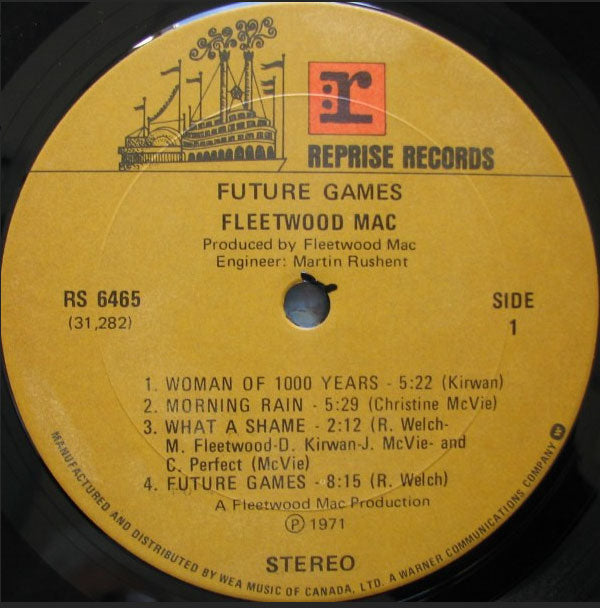 r
REPRISE RECORDS
FUTURE GAMES
FLEETWOOD MAC
Produced by Fleetwood Mac
Engineer: Martin Rushent
RS 6465
(31,282)
SIDE
1
1. WOMAN OF 1000 YEARS - 5:22 (Kirwan)
2. MORNING RAIN - 5:29 (Christine McVie)
3. WHAT A SHAME - 2:12 (R. Welch-
M. Fleetwood-D. Kirwan-J. McVie- and
C. Perfect (McVie)
4. FUTURE GAMES - 8:15 (R. Welch)
A Fleetwood Mac Production
Ⓟ 1971
STEREO
MANUFACTURED AND DISTRIBUTED BY WEA MUSIC OF CANADA, LTD. A WARNER COMMUNICATIONS COMPANY